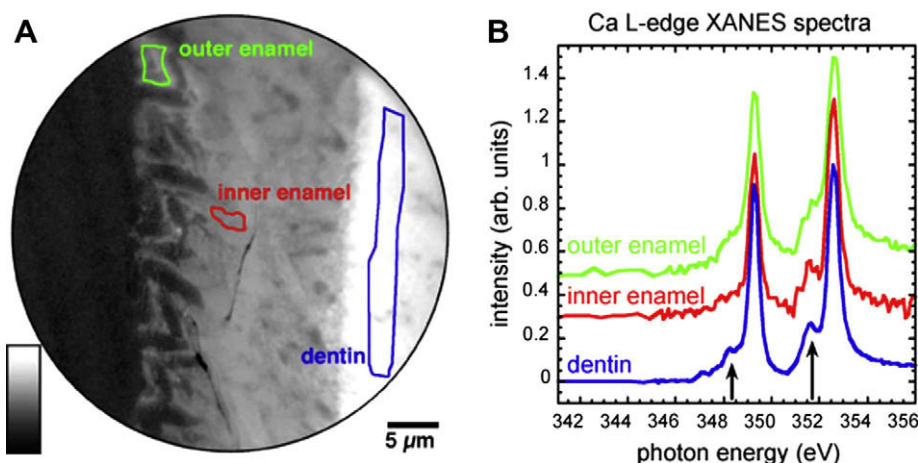 A
outer enamel
inner enamel
dentin
5 µm
B
Ca L-edge XANES spectra
intensity (arb. units)
1.4
1.2
1
0.8
0.6
0.4
0.2
0
outer enamel
inner enamel
dentin
342 344 346 348 350 352 354 356
photon energy (eV)